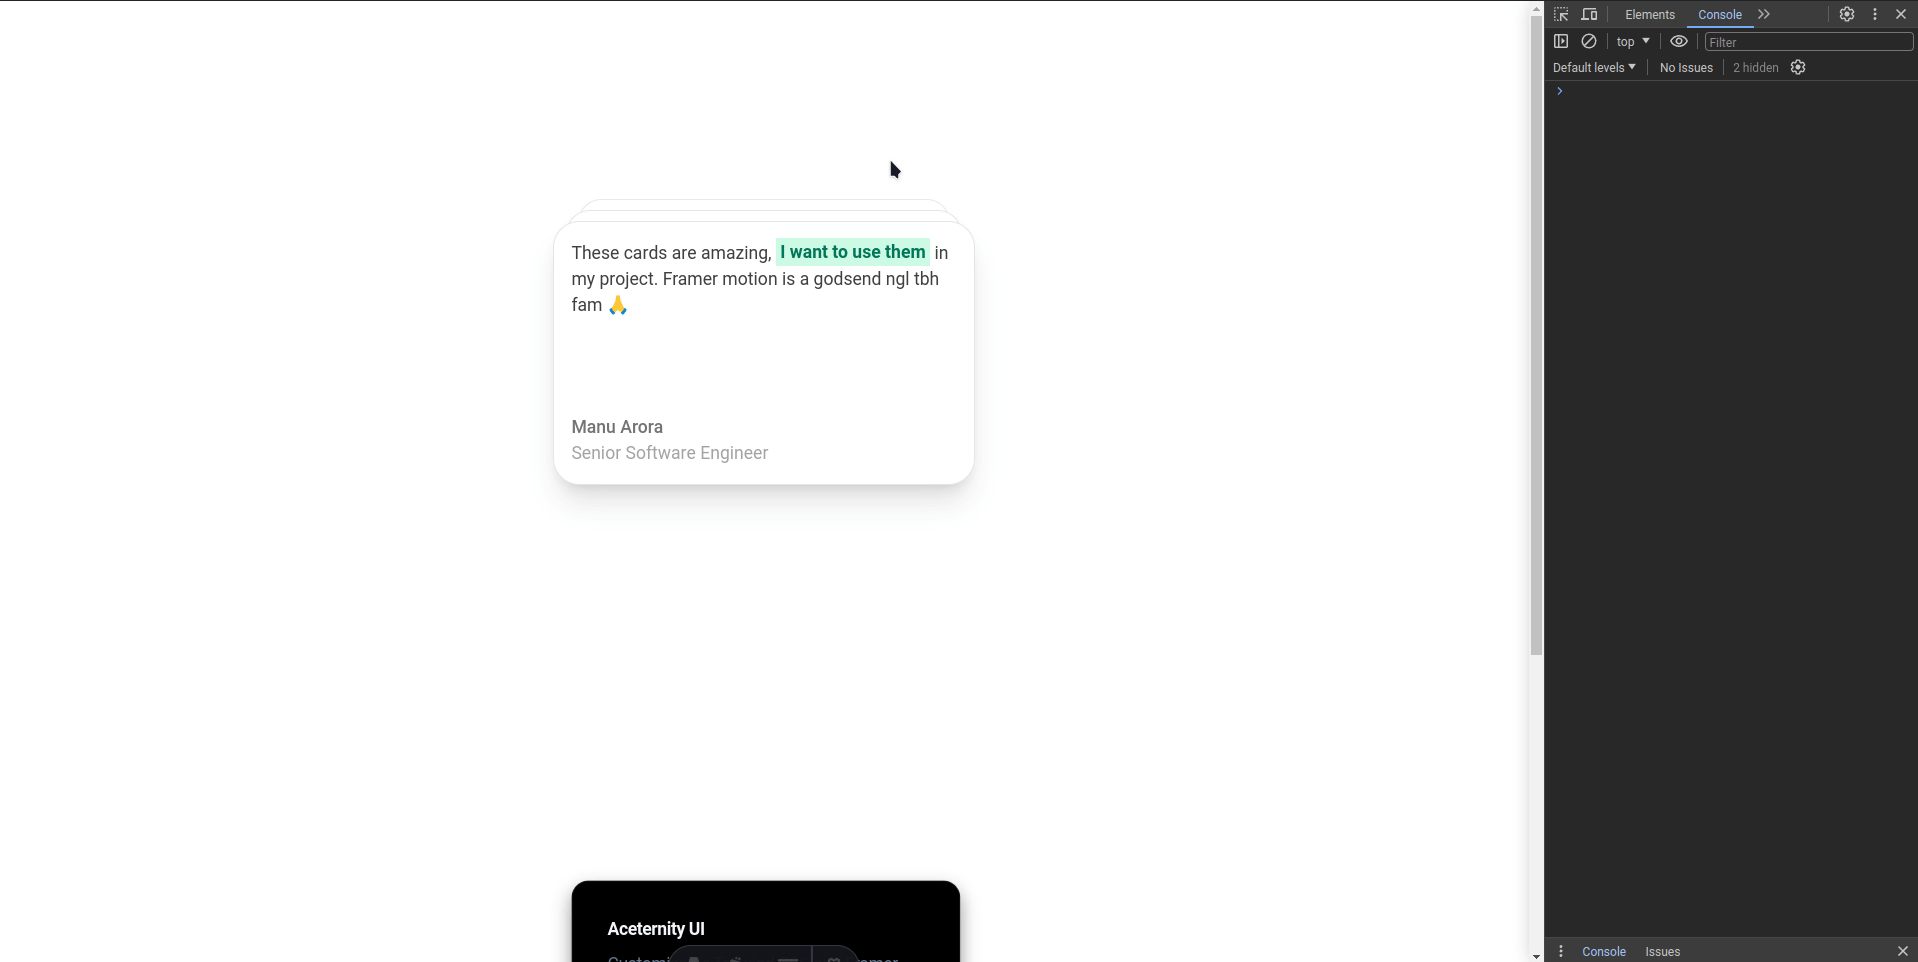 Elements Console
top Filter
Default levels No Issues 2 hidden
These cards are amazing, I want to use them in
my project. Framer motion is a godsend ngl tbh
fam 🙏
Manu Arora
Senior Software Engineer
Aceternity UI
Console Issues